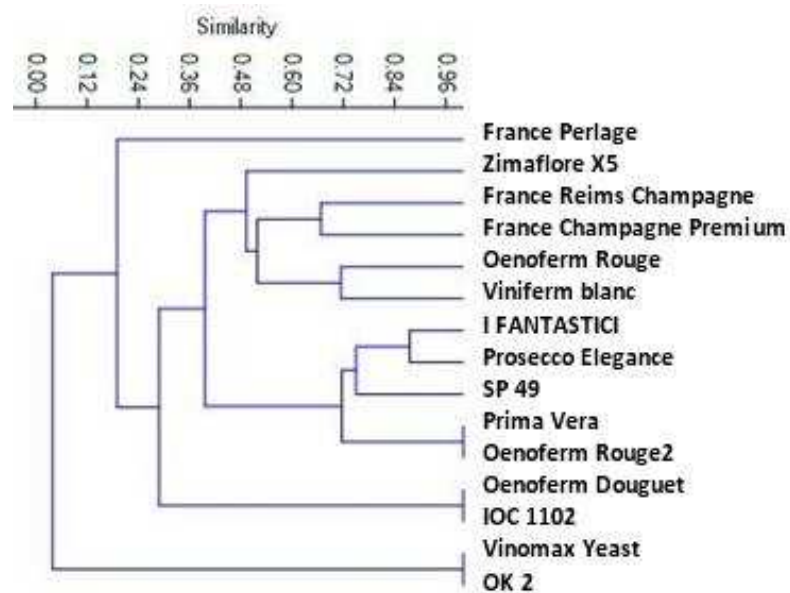 Similarity
0.00
0.12
0.24
0.36
0.48
0.60
0.72
0.84
0.96
France Perlage
Zimaflore X5
France Reims Champagne
France Champagne Premium
Oenoferm Rouge
Viniferm blanc
I FANTASTICI
Prosecco Elegance
SP 49
Prima Vera
Oenoferm Rouge2
Oenoferm Douguet
IOC 1102
Vinomax Yeast
OK 2